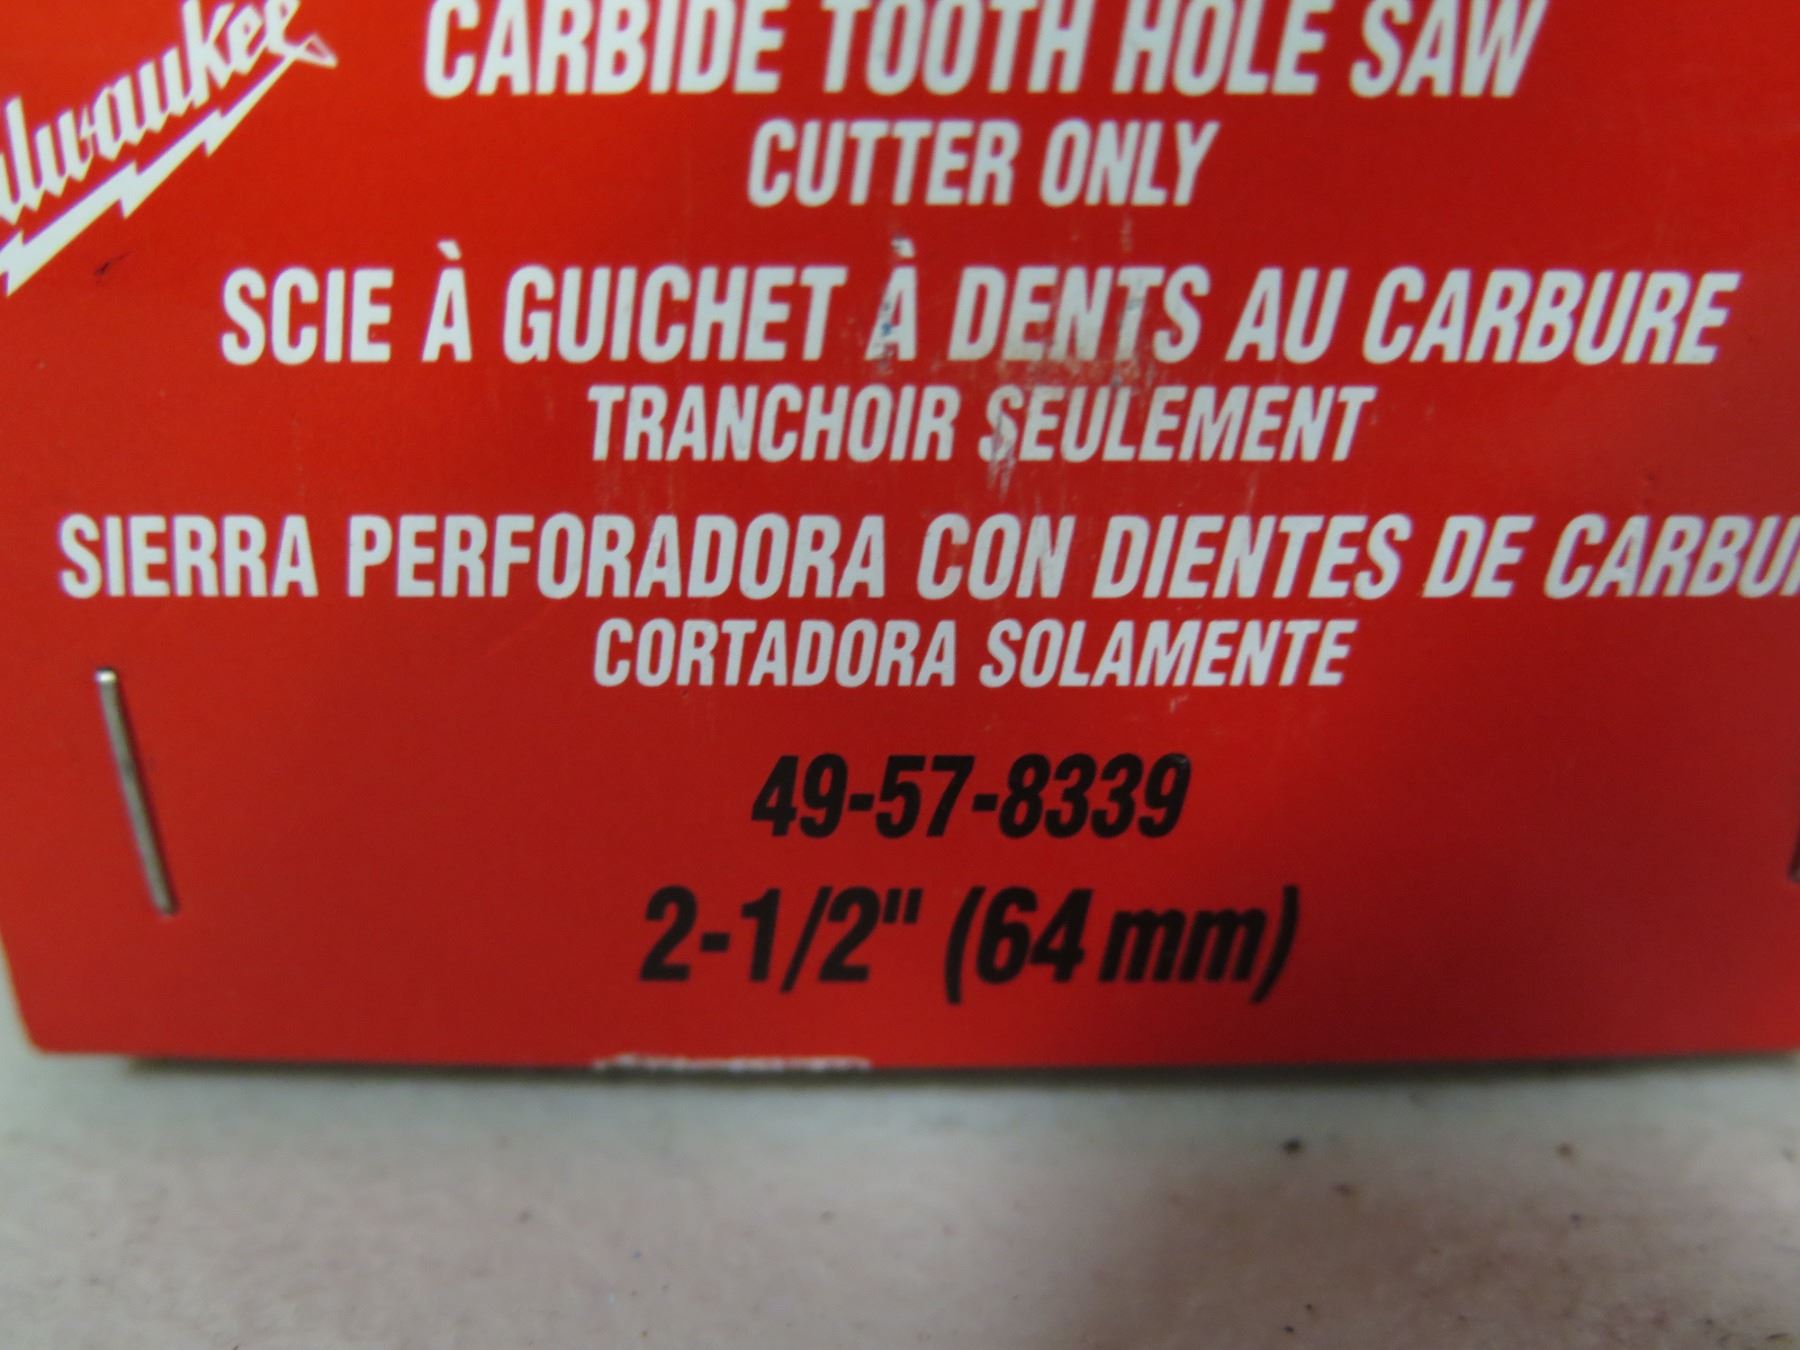 Milwaukee
CARBIDE TOOTH HOLE SAW
CUTTER ONLY
SCIE À GUICHET À DENTS AU CARBURE
TRANCHOIR SEULEMENT
SIERRA PERFORADORA CON DIENTES DE
CORTADORA SOLAMENTE
49-57-8339
2-1/2" (64 mm)